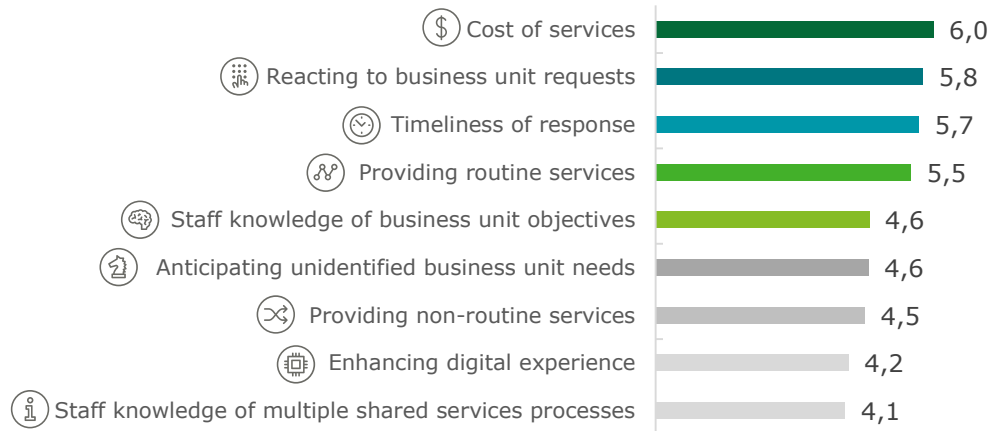 $ Cost of services 6,0
Reacting to business unit requests 5,8
Timeliness of response 5,7
Providing routine services 5,5
Staff knowledge of business unit objectives 4,6
Anticipating unidentified business unit needs 4,6
Providing non-routine services 4,5
Enhancing digital experience 4,2
i Staff knowledge of multiple shared services processes 4,1